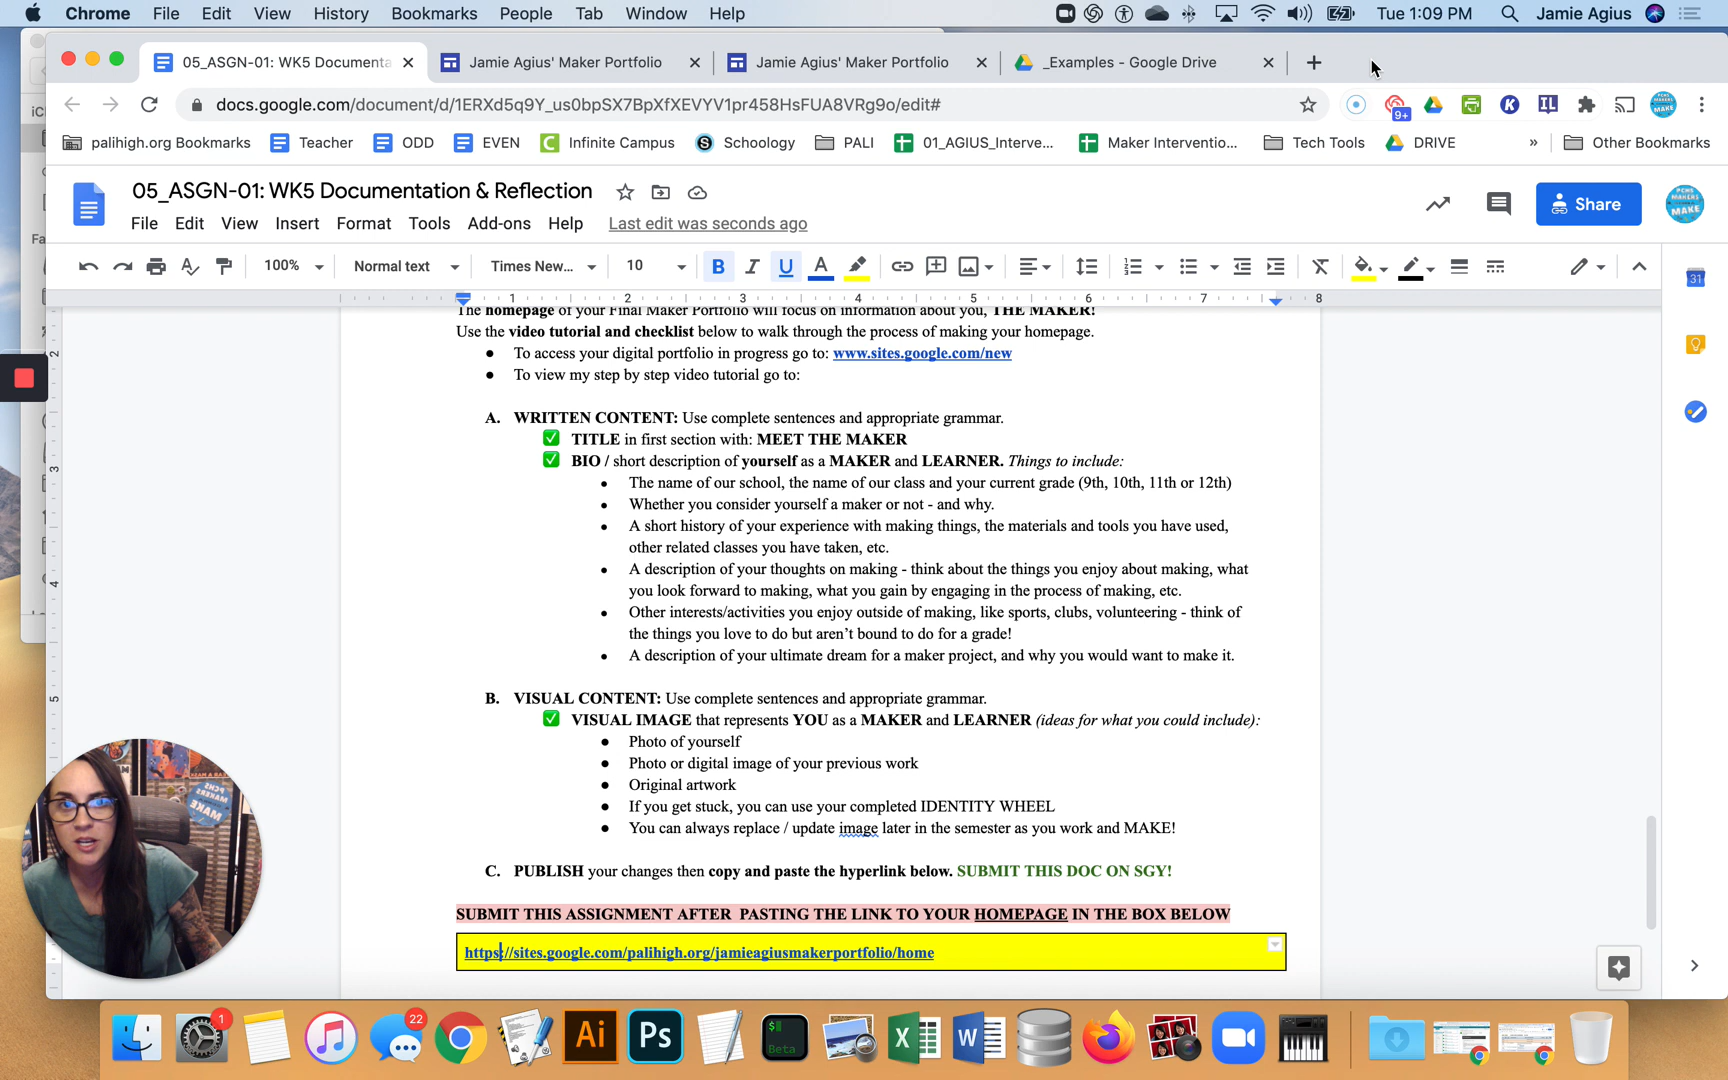 Chrome File Edit View History Bookmarks People Tab Window Help Tue 1:09 PM Jamie Agius
05_ASGN-01: WK5 Documenta Jamie Agius' Maker Portfolio Jamie Agius' Maker Portfolio _Examples - Google Drive
docs.google.com/document/d/1ERXd5q9Y_us0bpSX7BpXfXEVYV1pr458HsFUA8VRg9o/edit#
9+ K IL
palihigh.org Bookmarks Teacher ODD EVEN Infinite Campus Schoology PALI 01_AGIUS_Interve... Maker Interventio... Tech Tools DRIVE » Other Bookmarks
05_ASGN-01: WK5 Documentation & Reflection
Share
File Edit View Insert Format Tools Add-ons Help Last edit was seconds ago
100% Normal text Times New... 10 B I U A
1 2 3 4 5 6 7 8
The homepage of your Final Maker Portfolio will focus on information about you, THE MAKER!
Use the video tutorial and checklist below to walk through the process of making your homepage.
● To access your digital portfolio in progress go to: www.sites.google.com/new
● To view my step by step video tutorial go to:
A. WRITTEN CONTENT: Use complete sentences and appropriate grammar.
✅ TITLE in first section with: MEET THE MAKER
✅ BIO / short description of yourself as a MAKER and LEARNER. Things to include:
• The name of our school, the name of our class and your current grade (9th, 10th, 11th or 12th)
• Whether you consider yourself a maker or not - and why.
• A short history of your experience with making things, the materials and tools you have used,
other related classes you have taken, etc.
• A description of your thoughts on making - think about the things you enjoy about making, what
you look forward to making, what you gain by engaging in the process of making, etc.
• Other interests/activities you enjoy outside of making, like sports, clubs, volunteering - think of
the things you love to do but aren't bound to do for a grade!
• A description of your ultimate dream for a maker project, and why you would want to make it.
B. VISUAL CONTENT: Use complete sentences and appropriate grammar.
✅ VISUAL IMAGE that represents YOU as a MAKER and LEARNER (ideas for what you could include):
● Photo of yourself
● Photo or digital image of your previous work
● Original artwork
● If you get stuck, you can use your completed IDENTITY WHEEL
● You can always replace / update image later in the semester as you work and MAKE!
C. PUBLISH your changes then copy and paste the hyperlink below. SUBMIT THIS DOC ON SGY!
SUBMIT THIS ASSIGNMENT AFTER PASTING THE LINK TO YOUR HOMEPAGE IN THE BOX BELOW
https://sites.google.com/palihigh.org/jamieagiusmakerportfolio/home
2
3
4
5
31
1 22 Ai Ps $ Beta X W